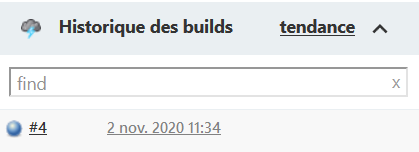 Historique des builds tendance
find x
#4 2 nov. 2020 11:34